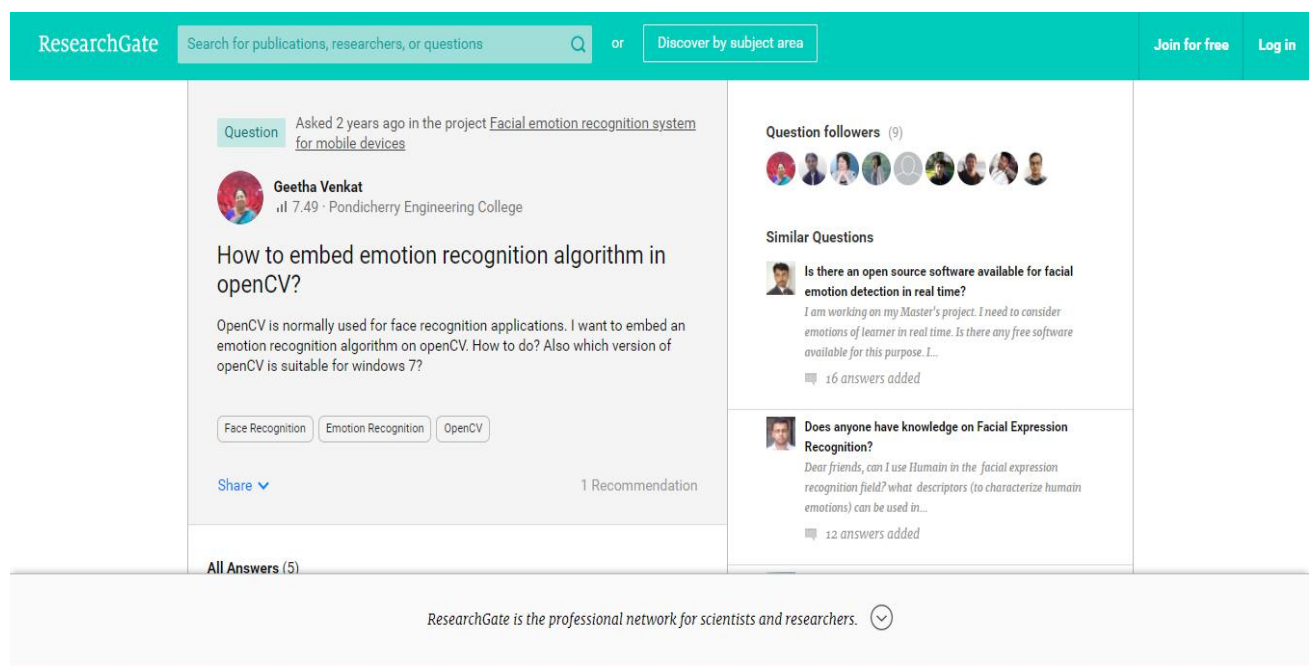 ResearchGate Search for publications, researchers, or questions or Discover by subject area Join for free Log in
Question Asked 2 years ago in the project Facial emotion recognition system
for mobile devices
Geetha Venkat
7.49 · Pondicherry Engineering College
How to embed emotion recognition algorithm in
openCV?
OpenCV is normally used for face recognition applications. I want to embed an
emotion recognition algorithm on openCV. How to do? Also which version of
openCV is suitable for windows 7?
Face Recognition Emotion Recognition OpenCV
Share 1 Recommendation
All Answers (5)
Question followers (9)
Similar Questions
Is there an open source software available for facial
emotion detection in real time?
I am working on my Master's project. I need to consider
emotions of learner in real time. Is there any free software
available for this purpose. I...
16 answers added
Does anyone have knowledge on Facial Expression
Recognition?
Dear friends, can I use Humain in the facial expression
recognition field? what descriptors (to characterize humain
emotions) can be used in...
12 answers added
ResearchGate is the professional network for scientists and researchers.